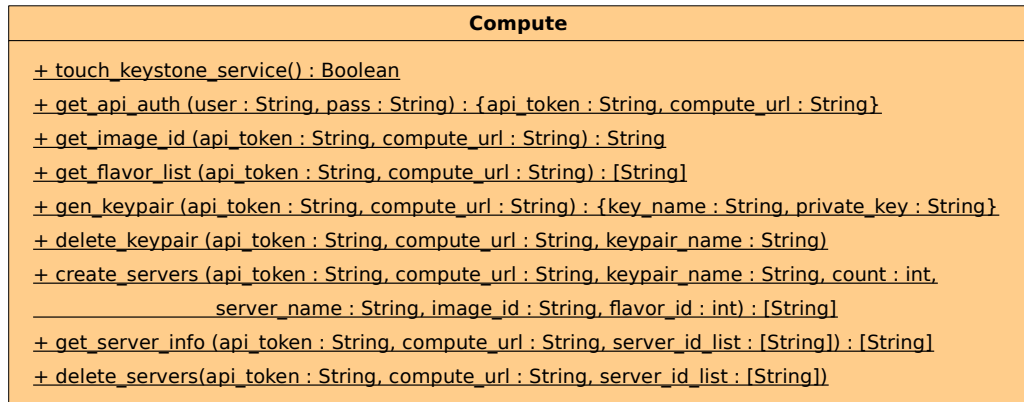 Compute
+ touch_keystone_service() : Boolean
+ get_api_auth (user : String, pass : String) : {api_token : String, compute_url : String}
+ get_image_id (api_token : String, compute_url : String) : String
+ get_flavor_list (api_token : String, compute_url : String) : [String]
+ gen_keypair (api_token : String, compute_url : String) : {key_name : String, private_key : String}
+ delete_keypair (api_token : String, compute_url : String, keypair_name : String)
+ create_servers (api_token : String, compute_url : String, keypair_name : String, count : int,
server_name : String, image_id : String, flavor_id : int) : [String]
+ get_server_info (api_token : String, compute_url : String, server_id_list : [String]) : [String]
+ delete_servers(api_token : String, compute_url : String, server_id_list : [String])